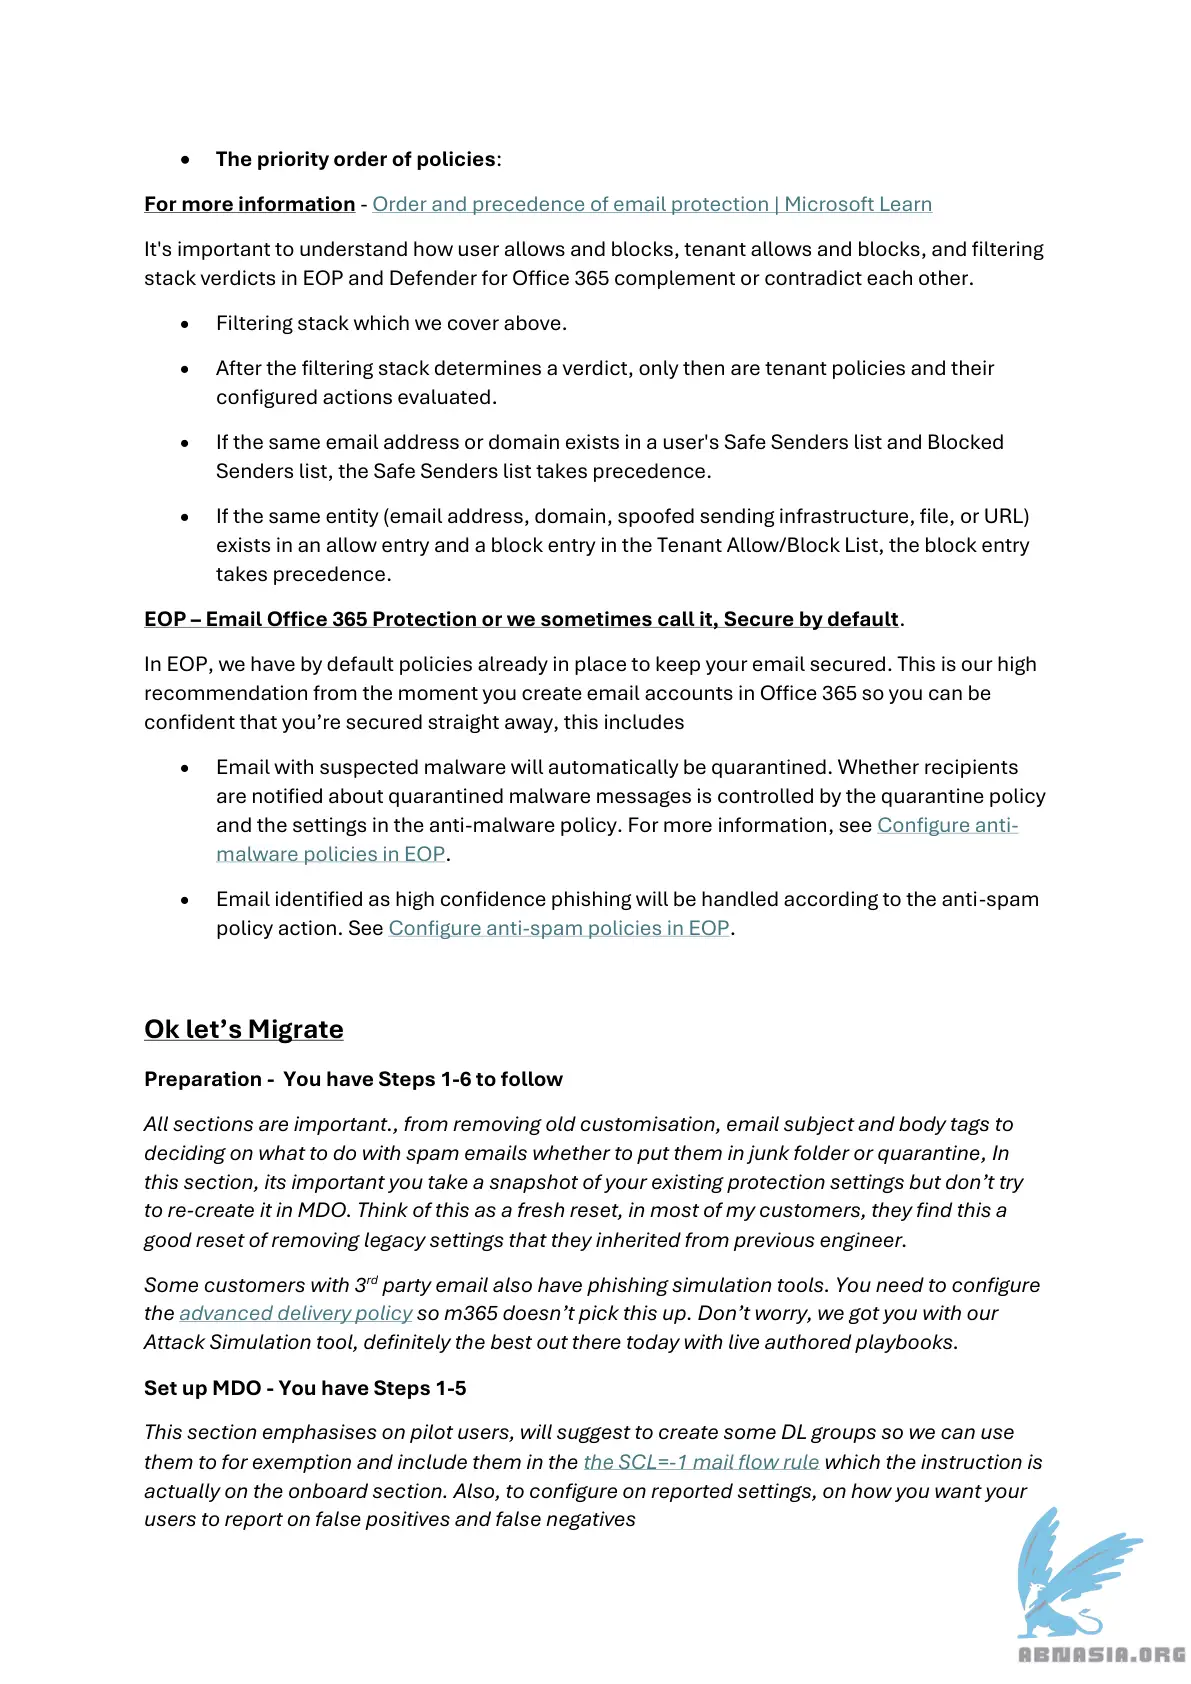 • The priority order of policies:
For more information - Order and precedence of email protection | Microsoft Learn
It's important to understand how user allows and blocks, tenant allows and blocks, and filtering
stack verdicts in EOP and Defender for Office 365 complement or contradict each other.
• Filtering stack which we cover above.
• After the filtering stack determines a verdict, only then are tenant policies and their
configured actions evaluated.
• If the same email address or domain exists in a user's Safe Senders list and Blocked
Senders list, the Safe Senders list takes precedence.
• If the same entity (email address, domain, spoofed sending infrastructure, file, or URL)
exists in an allow entry and a block entry in the Tenant Allow/Block List, the block entry
takes precedence.
EOP – Email Office 365 Protection or we sometimes call it, Secure by default.
In EOP, we have by default policies already in place to keep your email secured. This is our high
recommendation from the moment you create email accounts in Office 365 so you can be
confident that you’re secured straight away, this includes
• Email with suspected malware will automatically be quarantined. Whether recipients
are notified about quarantined malware messages is controlled by the quarantine policy
and the settings in the anti-malware policy. For more information, see Configure anti-
malware policies in EOP.
• Email identified as high confidence phishing will be handled according to the anti-spam
policy action. See Configure anti-spam policies in EOP.
Ok let’s Migrate
Preparation -  You have Steps 1-6 to follow
All sections are important., from removing old customisation, email subject and body tags to
deciding on what to do with spam emails whether to put them in junk folder or quarantine, In
this section, its important you take a snapshot of your existing protection settings but don’t try
to re-create it in MDO. Think of this as a fresh reset, in most of my customers, they find this a
good reset of removing legacy settings that they inherited from previous engineer.
Some customers with 3rd party email also have phishing simulation tools. You need to configure
the advanced delivery policy so m365 doesn’t pick this up. Don’t worry, we got you with our
Attack Simulation tool, definitely the best out there today with live authored playbooks.
Set up MDO - You have Steps 1-5
This section emphasises on pilot users, will suggest to create some DL groups so we can use
them to for exemption and include them in the the SCL=-1 mail flow rule which the instruction is
actually on the onboard section. Also, to configure on reported settings, on how you want your
users to report on false positives and false negatives
ABNASIA.ORG